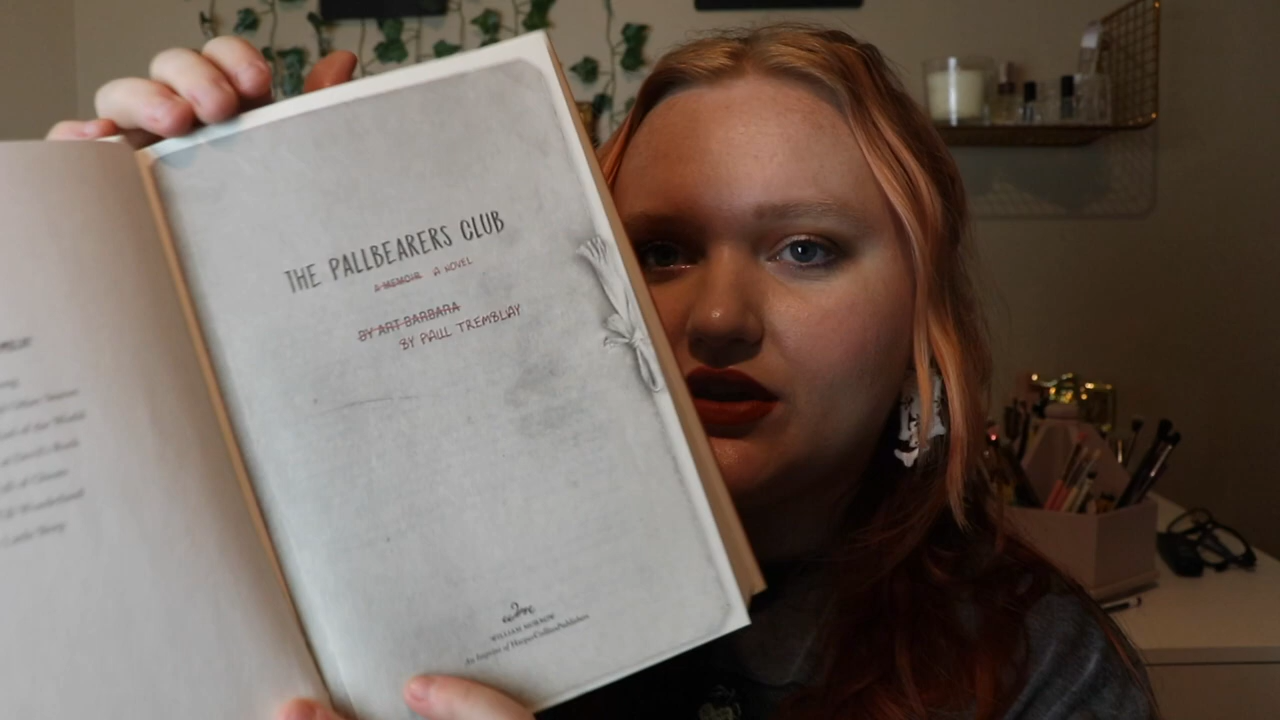 THE PALLBEARERS CLUB
A MEMOIR A NOVEL
BY ART BARBARA
BY PAUL TREMBLAY
WILLIAM MORROW
An Imprint of HarperCollinsPublishers